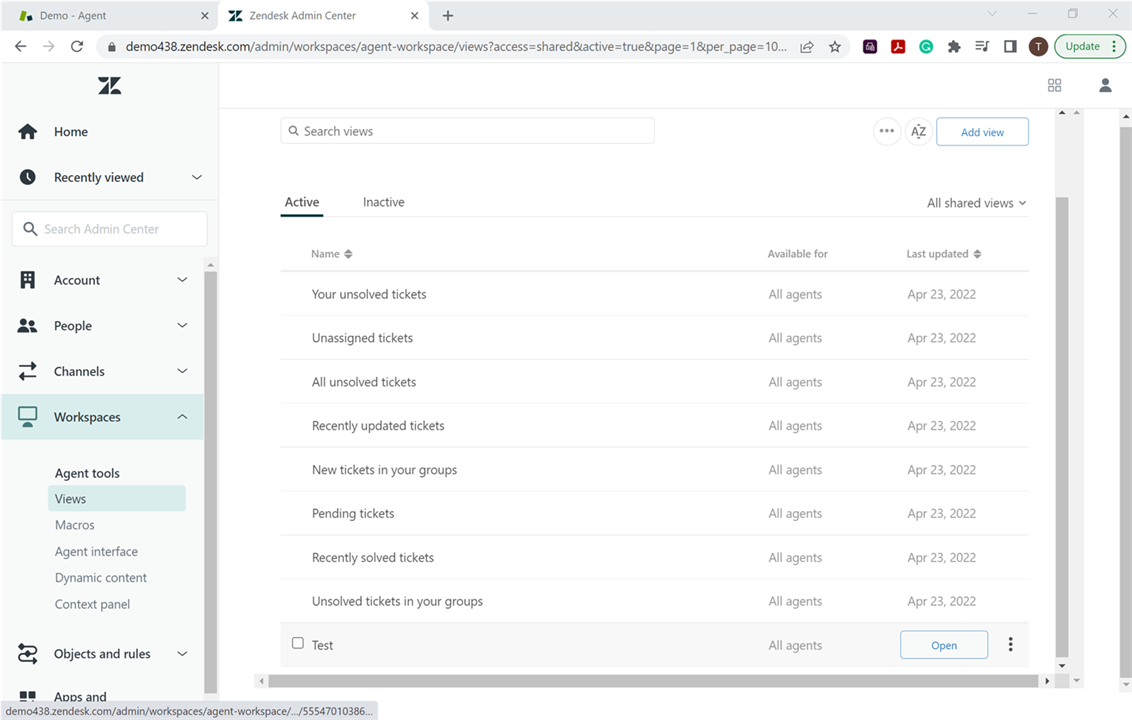 Demo - Agent
Zendesk Admin Center
demo438.zendesk.com/admin/workspaces/agent-workspace/views?access=shared&active=true&page=1&per_page=10...
T
Update
Home
Recently viewed
Search Admin Center
Account
People
Channels
Workspaces
Agent tools
Views
Macros
Agent interface
Dynamic content
Context panel
Objects and rules
Apps and
Search views
AZ
Add view
Active
Inactive
All shared views
Name Available for Last updated
Your unsolved tickets All agents Apr 23, 2022
Unassigned tickets All agents Apr 23, 2022
All unsolved tickets All agents Apr 23, 2022
Recently updated tickets All agents Apr 23, 2022
New tickets in your groups All agents Apr 23, 2022
Pending tickets All agents Apr 23, 2022
Recently solved tickets All agents Apr 23, 2022
Unsolved tickets in your groups All agents Apr 23, 2022
Test All agents Open
demo438.zendesk.com/admin/workspaces/agent-workspace/.../55547010386...